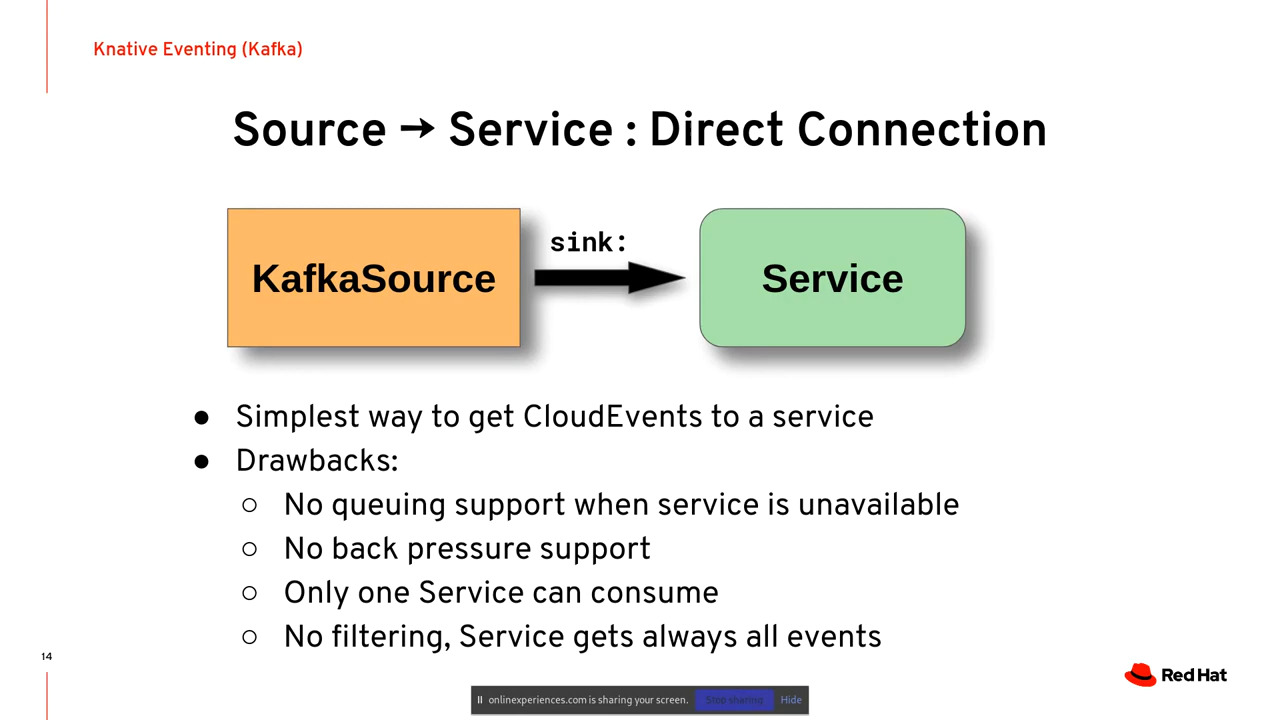 Knative Eventing (Kafka)
Source → Service : Direct Connection
KafkaSource
sink:
Service
● Simplest way to get CloudEvents to a service
● Drawbacks:
○ No queuing support when service is unavailable
○ No back pressure support
○ Only one Service can consume
○ No filtering, Service gets always all events
14
Red Hat
onlinexperiences.com is sharing your screen. Stop sharing Hide